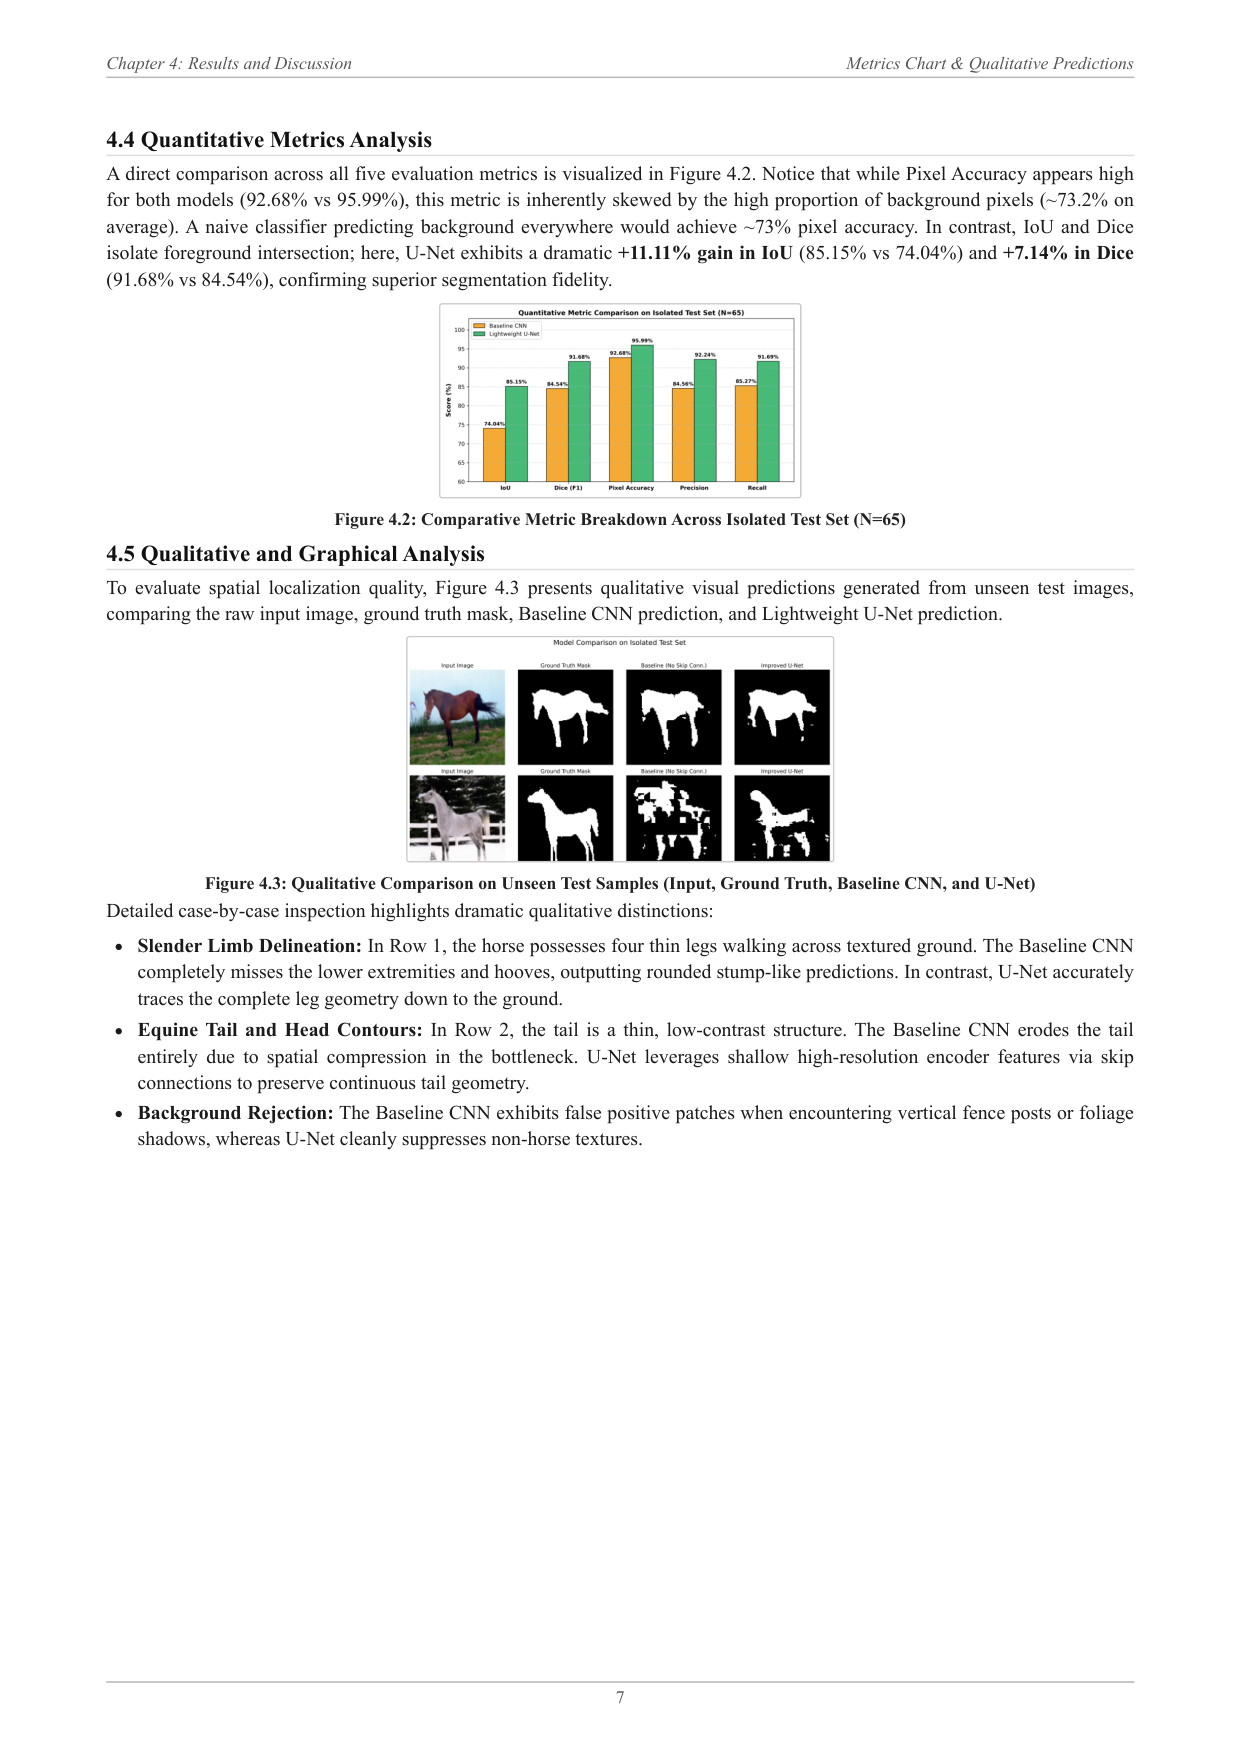 Chapter 4: Results and Discussion
Metrics Chart & Qualitative Predictions
4.4 Quantitative Metrics Analysis
A direct comparison across all five evaluation metrics is visualized in Figure 4.2. Notice that while Pixel Accuracy appears high
for both models (92.68% vs 95.99%), this metric is inherently skewed by the high proportion of background pixels (~73.2% on
average). A naive classifier predicting background everywhere would achieve ~73% pixel accuracy. In contrast, IoU and Dice
isolate foreground intersection; here, U-Net exhibits a dramatic +11.11% gain in IoU (85.15% vs 74.04%) and +7.14% in Dice
(91.68% vs 84.54%), confirming superior segmentation fidelity.
Quantitative Metric Comparison on Isolated Test Set (N=65)
Baseline CNN
Lightweight U-Net
Score (%)
100
95
90
85
80
75
70
65
60
74.04% 85.15% 84.54% 91.68% 92.68% 95.99% 84.56% 92.24% 85.27% 91.69%
IoU Dice (F1) Pixel Accuracy Precision Recall
Figure 4.2: Comparative Metric Breakdown Across Isolated Test Set (N=65)
4.5 Qualitative and Graphical Analysis
To evaluate spatial localization quality, Figure 4.3 presents qualitative visual predictions generated from unseen test images,
comparing the raw input image, ground truth mask, Baseline CNN prediction, and Lightweight U-Net prediction.
Model Comparison on Isolated Test Set
Input Image Ground Truth Mask Baseline (No Skip Conn.) Improved U-Net
Input Image Ground Truth Mask Baseline (No Skip Conn.) Improved U-Net
Figure 4.3: Qualitative Comparison on Unseen Test Samples (Input, Ground Truth, Baseline CNN, and U-Net)
Detailed case-by-case inspection highlights dramatic qualitative distinctions:
• Slender Limb Delineation: In Row 1, the horse possesses four thin legs walking across textured ground. The Baseline CNN
completely misses the lower extremities and hooves, outputting rounded stump-like predictions. In contrast, U-Net accurately
traces the complete leg geometry down to the ground.
• Equine Tail and Head Contours: In Row 2, the tail is a thin, low-contrast structure. The Baseline CNN erodes the tail
entirely due to spatial compression in the bottleneck. U-Net leverages shallow high-resolution encoder features via skip
connections to preserve continuous tail geometry.
• Background Rejection: The Baseline CNN exhibits false positive patches when encountering vertical fence posts or foliage
shadows, whereas U-Net cleanly suppresses non-horse textures.
7